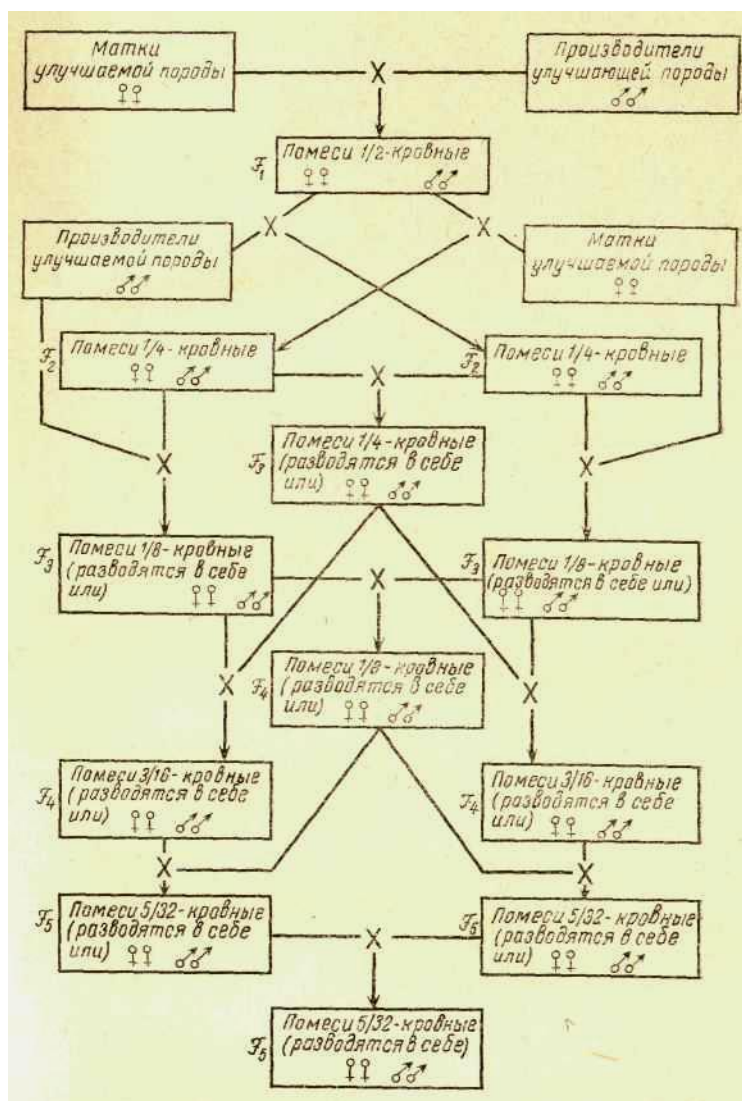 Матки
улучшаемой породы
♀♀
X
Производители
улучшающей породы
♂♂
F1
Помеси 1/2-кровные
♀♀ ♂♂
X
X
Производители
улучшаемой породы
♂♂
Матки
улучшаемой породы
♀♀
F2
Помеси 1/4-кровные
♀♀ ♂♂
X
F2
Помеси 1/4-кровные
♀♀ ♂♂
X
F3
Помеси 1/4-кровные
(разводятся в себе
или) ♀♀ ♂♂
X
F3
Помеси 1/8-кровные
(разводятся в себе
или) ♀♀ ♂♂
X
F3
Помеси 1/8-кровные
(разводятся в себе или)
♀♀ ♂♂
X
F4
Помеси 1/8-кровные
(разводятся в себе
или) ♀♀ ♂♂
X
F4
Помеси 3/16-кровные
(разводятся в себе
или) ♀♀ ♂♂
F4
Помеси 3/16-кровные
(разводятся в себе
или) ♀♀ ♂♂
X
X
F5
Помеси 5/32-кровные
(разводятся в себе
или) ♀♀ ♂♂
X
Помеси 5/32-кровные
(разводятся в себе
или) ♀♀ ♂♂
F5
Помеси 5/32-кровные
(разводятся в себе)
♀♀ ♂♂